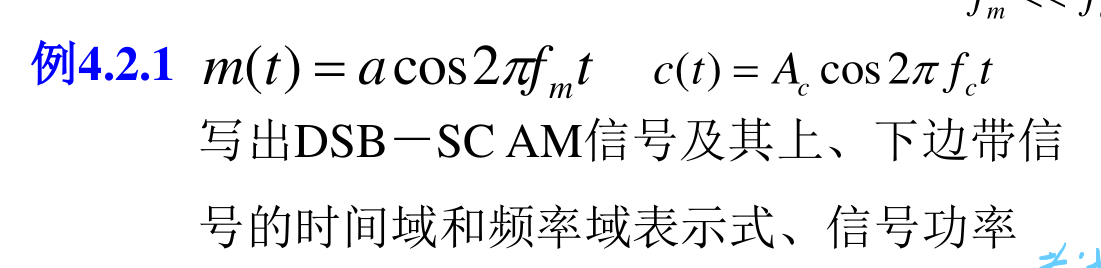 f_m << f
例4.2.1 m(t) = a cos 2πf_m t c(t) = A_c cos 2π f_c t
写出DSB－SC AM信号及其上、下边带信
号的时间域和频率域表示式、信号功率